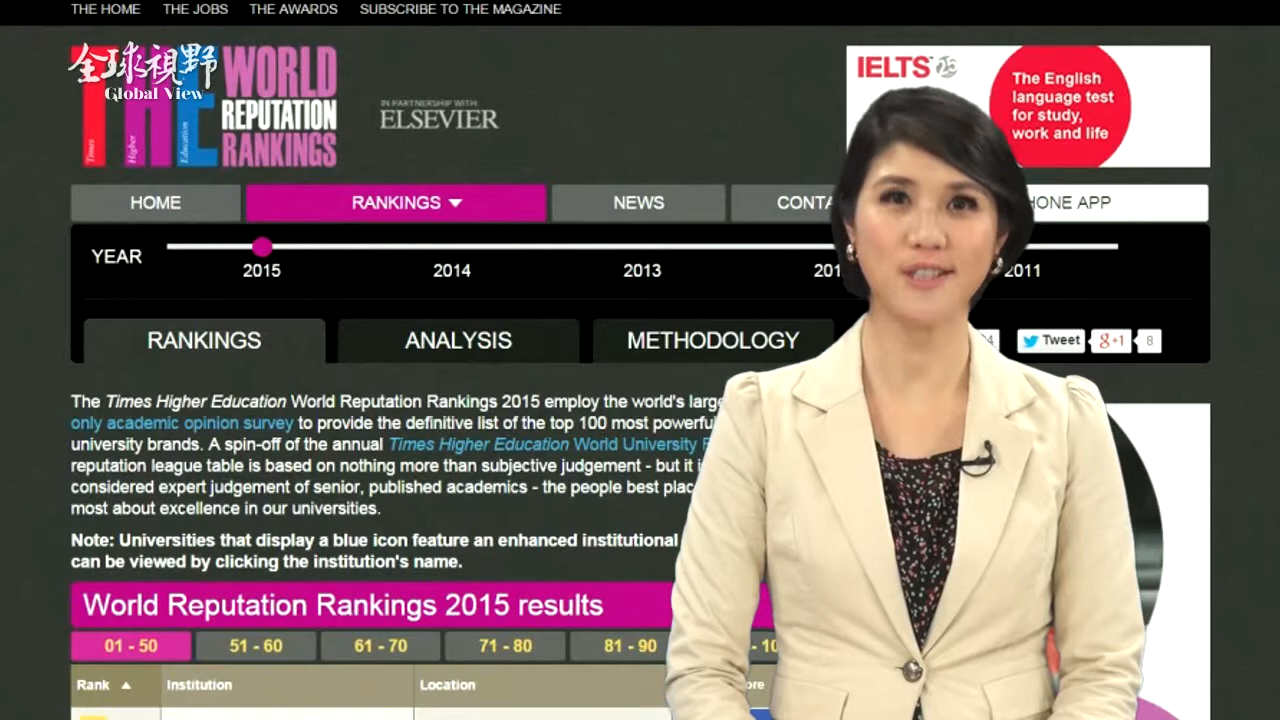 THE HOME THE JOBS THE AWARDS SUBSCRIBE TO THE MAGAZINE
全球視野
Global View
THE
Times Higher Education
WORLD
REPUTATION
RANKINGS
IN PARTNERSHIP WITH
ELSEVIER
IELTS
The English
language test
for study,
work and life
HOME RANKINGS NEWS CONTA HONE APP
YEAR
2015 2014 2013 201 2011
RANKINGS ANALYSIS METHODOLOGY
4 Tweet g+1 8
The Times Higher Education World Reputation Rankings 2015 employ the world's large
only academic opinion survey to provide the definitive list of the top 100 most powerful
university brands. A spin-off of the annual Times Higher Education World University R
reputation league table is based on nothing more than subjective judgement - but it i
considered expert judgement of senior, published academics - the people best plac
most about excellence in our universities.
Note: Universities that display a blue icon feature an enhanced institutional
can be viewed by clicking the institution's name.
World Reputation Rankings 2015 results
01 - 50 51 - 60 61 - 70 71 - 80 81 - 90 - 10
Rank Institution Location ore